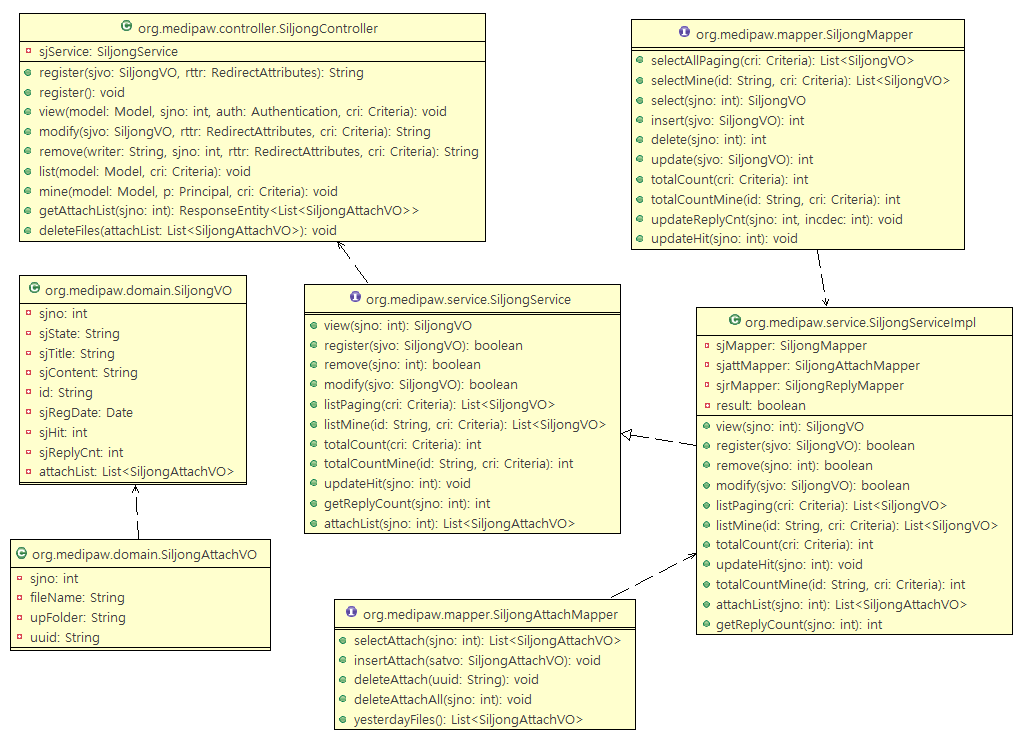 C org.medipaw.controller.SiljongController
sjService: SiljongService
register(sjvo: SiljongVO, rttr: RedirectAttributes): String
register(): void
view(model: Model, sjno: int, auth: Authentication, cri: Criteria): void
modify(sjvo: SiljongVO, rttr: RedirectAttributes, cri: Criteria): String
remove(writer: String, sjno: int, rttr: RedirectAttributes, cri: Criteria): String
list(model: Model, cri: Criteria): void
mine(model: Model, p: Principal, cri: Criteria): void
getAttachList(sjno: int): ResponseEntity<List<SiljongAttachVO>>
deleteFiles(attachList: List<SiljongAttachVO>): void
I org.medipaw.mapper.SiljongMapper
selectAllPaging(cri: Criteria): List<SiljongVO>
selectMine(id: String, cri: Criteria): List<SiljongVO>
select(sjno: int): SiljongVO
insert(sjvo: SiljongVO): int
delete(sjno: int): int
update(sjvo: SiljongVO): int
totalCount(cri: Criteria): int
totalCountMine(id: String, cri: Criteria): int
updateReplyCnt(sjno: int, incdec: int): void
updateHit(sjno: int): void
C org.medipaw.domain.SiljongVO
sjno: int
sjState: String
sjTitle: String
sjContent: String
id: String
sjRegDate: Date
sjHit: int
sjReplyCnt: int
attachList: List<SiljongAttachVO>
I org.medipaw.service.SiljongService
view(sjno: int): SiljongVO
register(sjvo: SiljongVO): boolean
remove(sjno: int): boolean
modify(sjvo: SiljongVO): boolean
listPaging(cri: Criteria): List<SiljongVO>
listMine(id: String, cri: Criteria): List<SiljongVO>
totalCount(cri: Criteria): int
totalCountMine(id: String, cri: Criteria): int
updateHit(sjno: int): void
getReplyCount(sjno: int): int
attachList(sjno: int): List<SiljongAttachVO>
C org.medipaw.service.SiljongServiceImpl
sjMapper: SiljongMapper
sjattMapper: SiljongAttachMapper
sjrMapper: SiljongReplyMapper
result: boolean
view(sjno: int): SiljongVO
register(sjvo: SiljongVO): boolean
remove(sjno: int): boolean
modify(sjvo: SiljongVO): boolean
listPaging(cri: Criteria): List<SiljongVO>
listMine(id: String, cri: Criteria): List<SiljongVO>
totalCount(cri: Criteria): int
updateHit(sjno: int): void
totalCountMine(id: String, cri: Criteria): int
attachList(sjno: int): List<SiljongAttachVO>
getReplyCount(sjno: int): int
C org.medipaw.domain.SiljongAttachVO
sjno: int
fileName: String
upFolder: String
uuid: String
I org.medipaw.mapper.SiljongAttachMapper
selectAttach(sjno: int): List<SiljongAttachVO>
insertAttach(satvo: SiljongAttachVO): void
deleteAttach(uuid: String): void
deleteAttachAll(sjno: int): void
yesterdayFiles(): List<SiljongAttachVO>